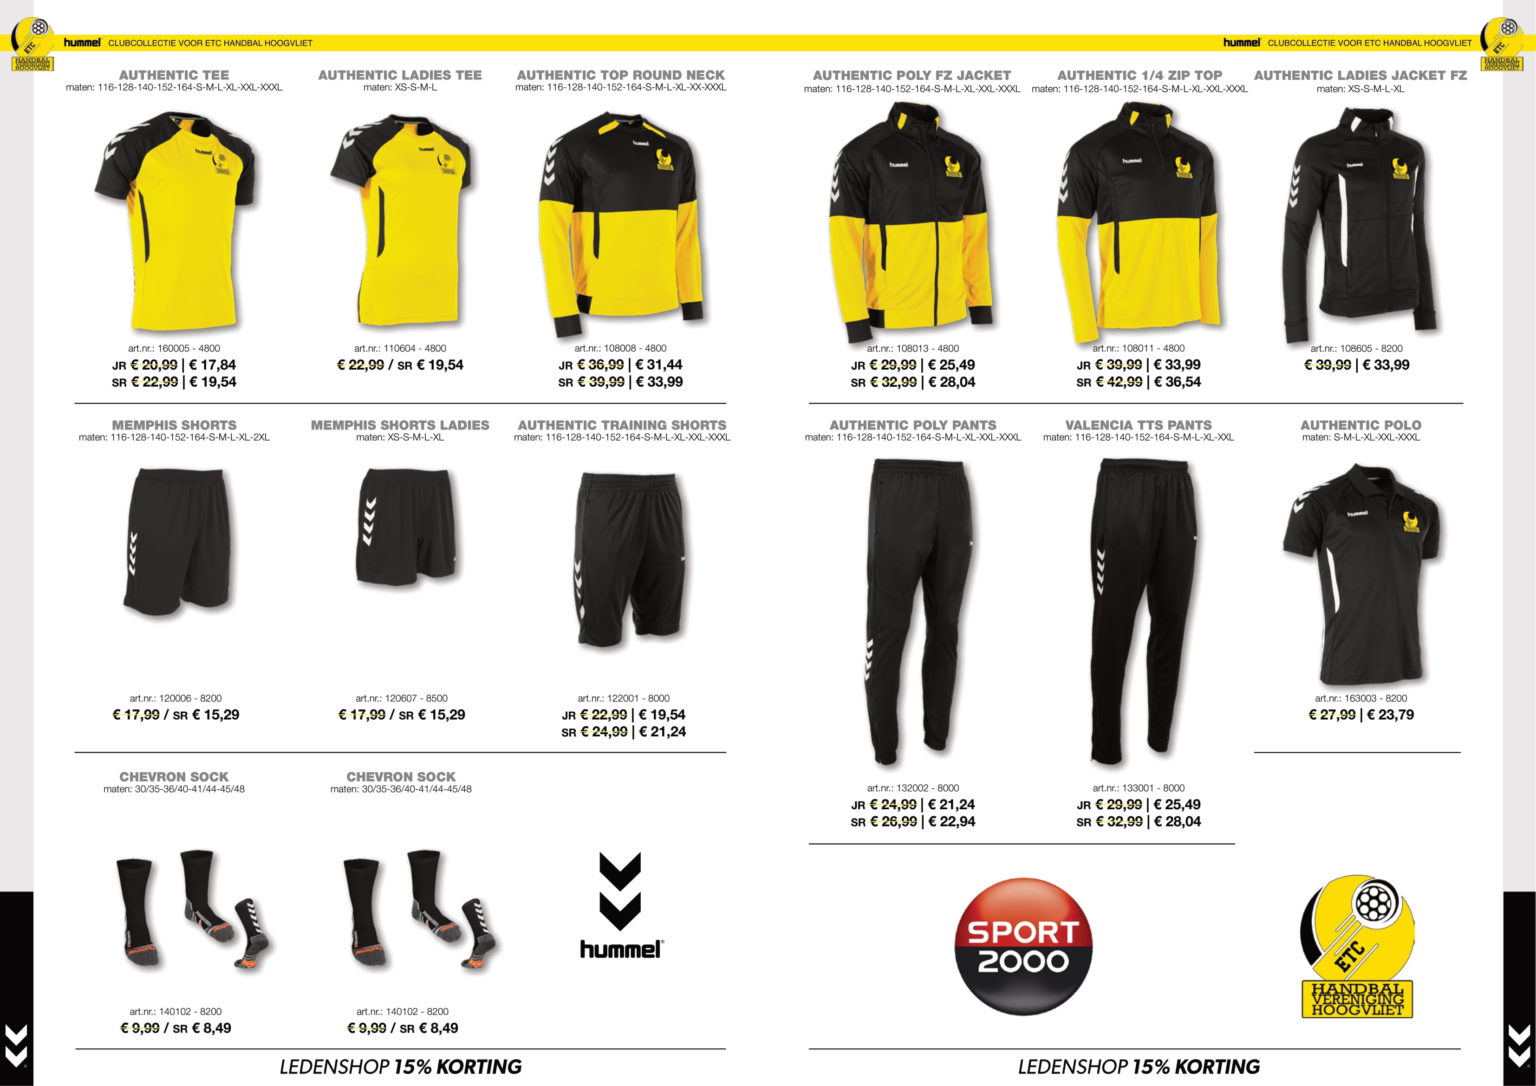 hummel CLUBCOLLECTIE VOOR ETC HANDBAL HOOGVLIET
ETC
HANDBAL
VERENIGING
HOOGVLIET
AUTHENTIC TEE
maten: 116-128-140-152-164-S-M-L-XL-XXL-XXXL
hummel
art.nr.: 160005 - 4800
JR € 20,99 | € 17,84
SR € 22,99 | € 19,54
AUTHENTIC LADIES TEE
maten: XS-S-M-L
hummel
art.nr.: 110604 - 4800
€ 22,99 / SR € 19,54
AUTHENTIC TOP ROUND NECK
maten: 116-128-140-152-164-S-M-L-XL-XX-XXXL
hummel
art.nr.: 108008 - 4800
JR € 36,99 | € 31,44
SR € 39,99 | € 33,99
MEMPHIS SHORTS
maten: 116-128-140-152-164-S-M-L-XL-2XL
art.nr.: 120006 - 8200
€ 17,99 / SR € 15,29
MEMPHIS SHORTS LADIES
maten: XS-S-M-L-XL
art.nr.: 120607 - 8500
€ 17,99 / SR € 15,29
AUTHENTIC TRAINING SHORTS
maten: 116-128-140-152-164-S-M-L-XL-XXL-XXXL
art.nr.: 122001 - 8000
JR € 22,99 | € 19,54
SR € 24,99 | € 21,24
CHEVRON SOCK
maten: 30/35-36/40-41/44-45/48
art.nr.: 140102 - 8200
€ 9,99 / SR € 8,49
CHEVRON SOCK
maten: 30/35-36/40-41/44-45/48
art.nr.: 140102 - 8200
€ 9,99 / SR € 8,49
hummel
LEDENSHOP 15% KORTING
hummel CLUBCOLLECTIE VOOR ETC HANDBAL HOOGVLIET
ETC
HANDBAL
VERENIGING
HOOGVLIET
AUTHENTIC POLY FZ JACKET
maten: 116-128-140-152-164-S-M-L-XL-XXL-XXXL
hummel
art.nr.: 108013 - 4800
JR € 29,99 | € 25,49
SR € 32,99 | € 28,04
AUTHENTIC 1/4 ZIP TOP
maten: 116-128-140-152-164-S-M-L-XL-XXL-XXXL
hummel
art.nr.: 108011 - 4800
JR € 39,99 | € 33,99
SR € 42,99 | € 36,54
AUTHENTIC LADIES JACKET FZ
maten: XS-S-M-L-XL
hummel
art.nr.: 108605 - 8200
€ 39,99 | € 33,99
AUTHENTIC POLY PANTS
maten: 116-128-140-152-164-S-M-L-XL-XXL-XXXL
art.nr.: 132002 - 8000
JR € 24,99 | € 21,24
SR € 26,99 | € 22,94
VALENCIA TTS PANTS
maten: 116-128-140-152-164-S-M-L-XL-XXL
art.nr.: 133001 - 8000
JR € 29,99 | € 25,49
SR € 32,99 | € 28,04
AUTHENTIC POLO
maten: S-M-L-XL-XXL-XXXL
hummel
art.nr.: 163003 - 8200
€ 27,99 | € 23,79
SPORT
2000
ETC
HANDBAL
VERENIGING
HOOGVLIET
LEDENSHOP 15% KORTING